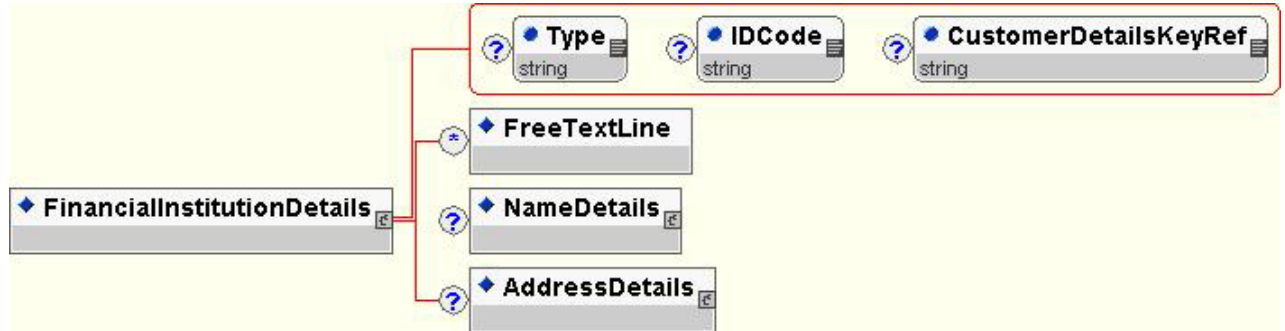 ? Type ? IDCode ? CustomerDetailsKeyRef
string string string
* FreeTextLine
FinancialInstitutionDetails
? NameDetails
? AddressDetails